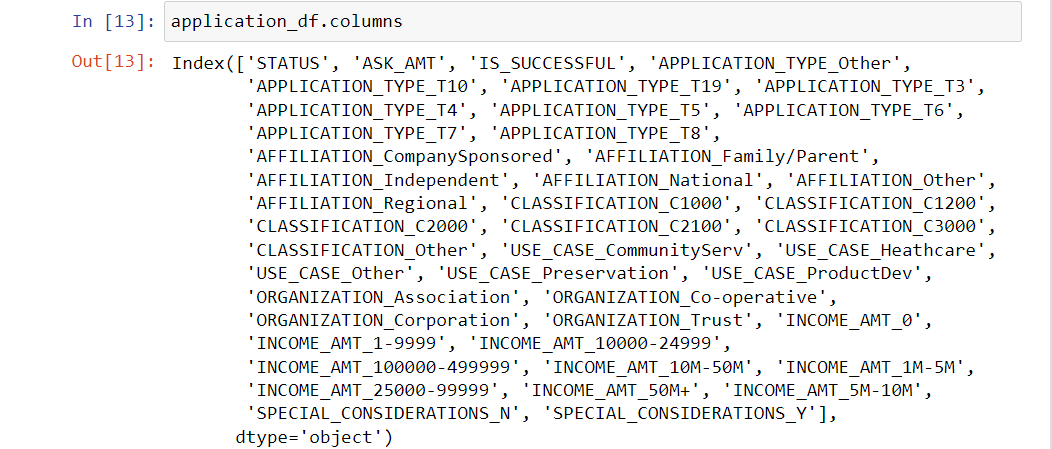 In [13]: application_df.columns
Out[13]: Index(['STATUS', 'ASK_AMT', 'IS_SUCCESSFUL', 'APPLICATION_TYPE_Other',
'APPLICATION_TYPE_T10', 'APPLICATION_TYPE_T19', 'APPLICATION_TYPE_T3',
'APPLICATION_TYPE_T4', 'APPLICATION_TYPE_T5', 'APPLICATION_TYPE_T6',
'APPLICATION_TYPE_T7', 'APPLICATION_TYPE_T8',
'AFFILIATION_CompanySponsored', 'AFFILIATION_Family/Parent',
'AFFILIATION_Independent', 'AFFILIATION_National', 'AFFILIATION_Other',
'AFFILIATION_Regional', 'CLASSIFICATION_C1000', 'CLASSIFICATION_C1200',
'CLASSIFICATION_C2000', 'CLASSIFICATION_C2100', 'CLASSIFICATION_C3000',
'CLASSIFICATION_Other', 'USE_CASE_CommunityServ', 'USE_CASE_Heathcare',
'USE_CASE_Other', 'USE_CASE_Preservation', 'USE_CASE_ProductDev',
'ORGANIZATION_Association', 'ORGANIZATION_Co-operative',
'ORGANIZATION_Corporation', 'ORGANIZATION_Trust', 'INCOME_AMT_0',
'INCOME_AMT_1-9999', 'INCOME_AMT_10000-24999',
'INCOME_AMT_100000-499999', 'INCOME_AMT_10M-50M', 'INCOME_AMT_1M-5M',
'INCOME_AMT_25000-99999', 'INCOME_AMT_50M+', 'INCOME_AMT_5M-10M',
'SPECIAL_CONSIDERATIONS_N', 'SPECIAL_CONSIDERATIONS_Y'],
dtype='object')